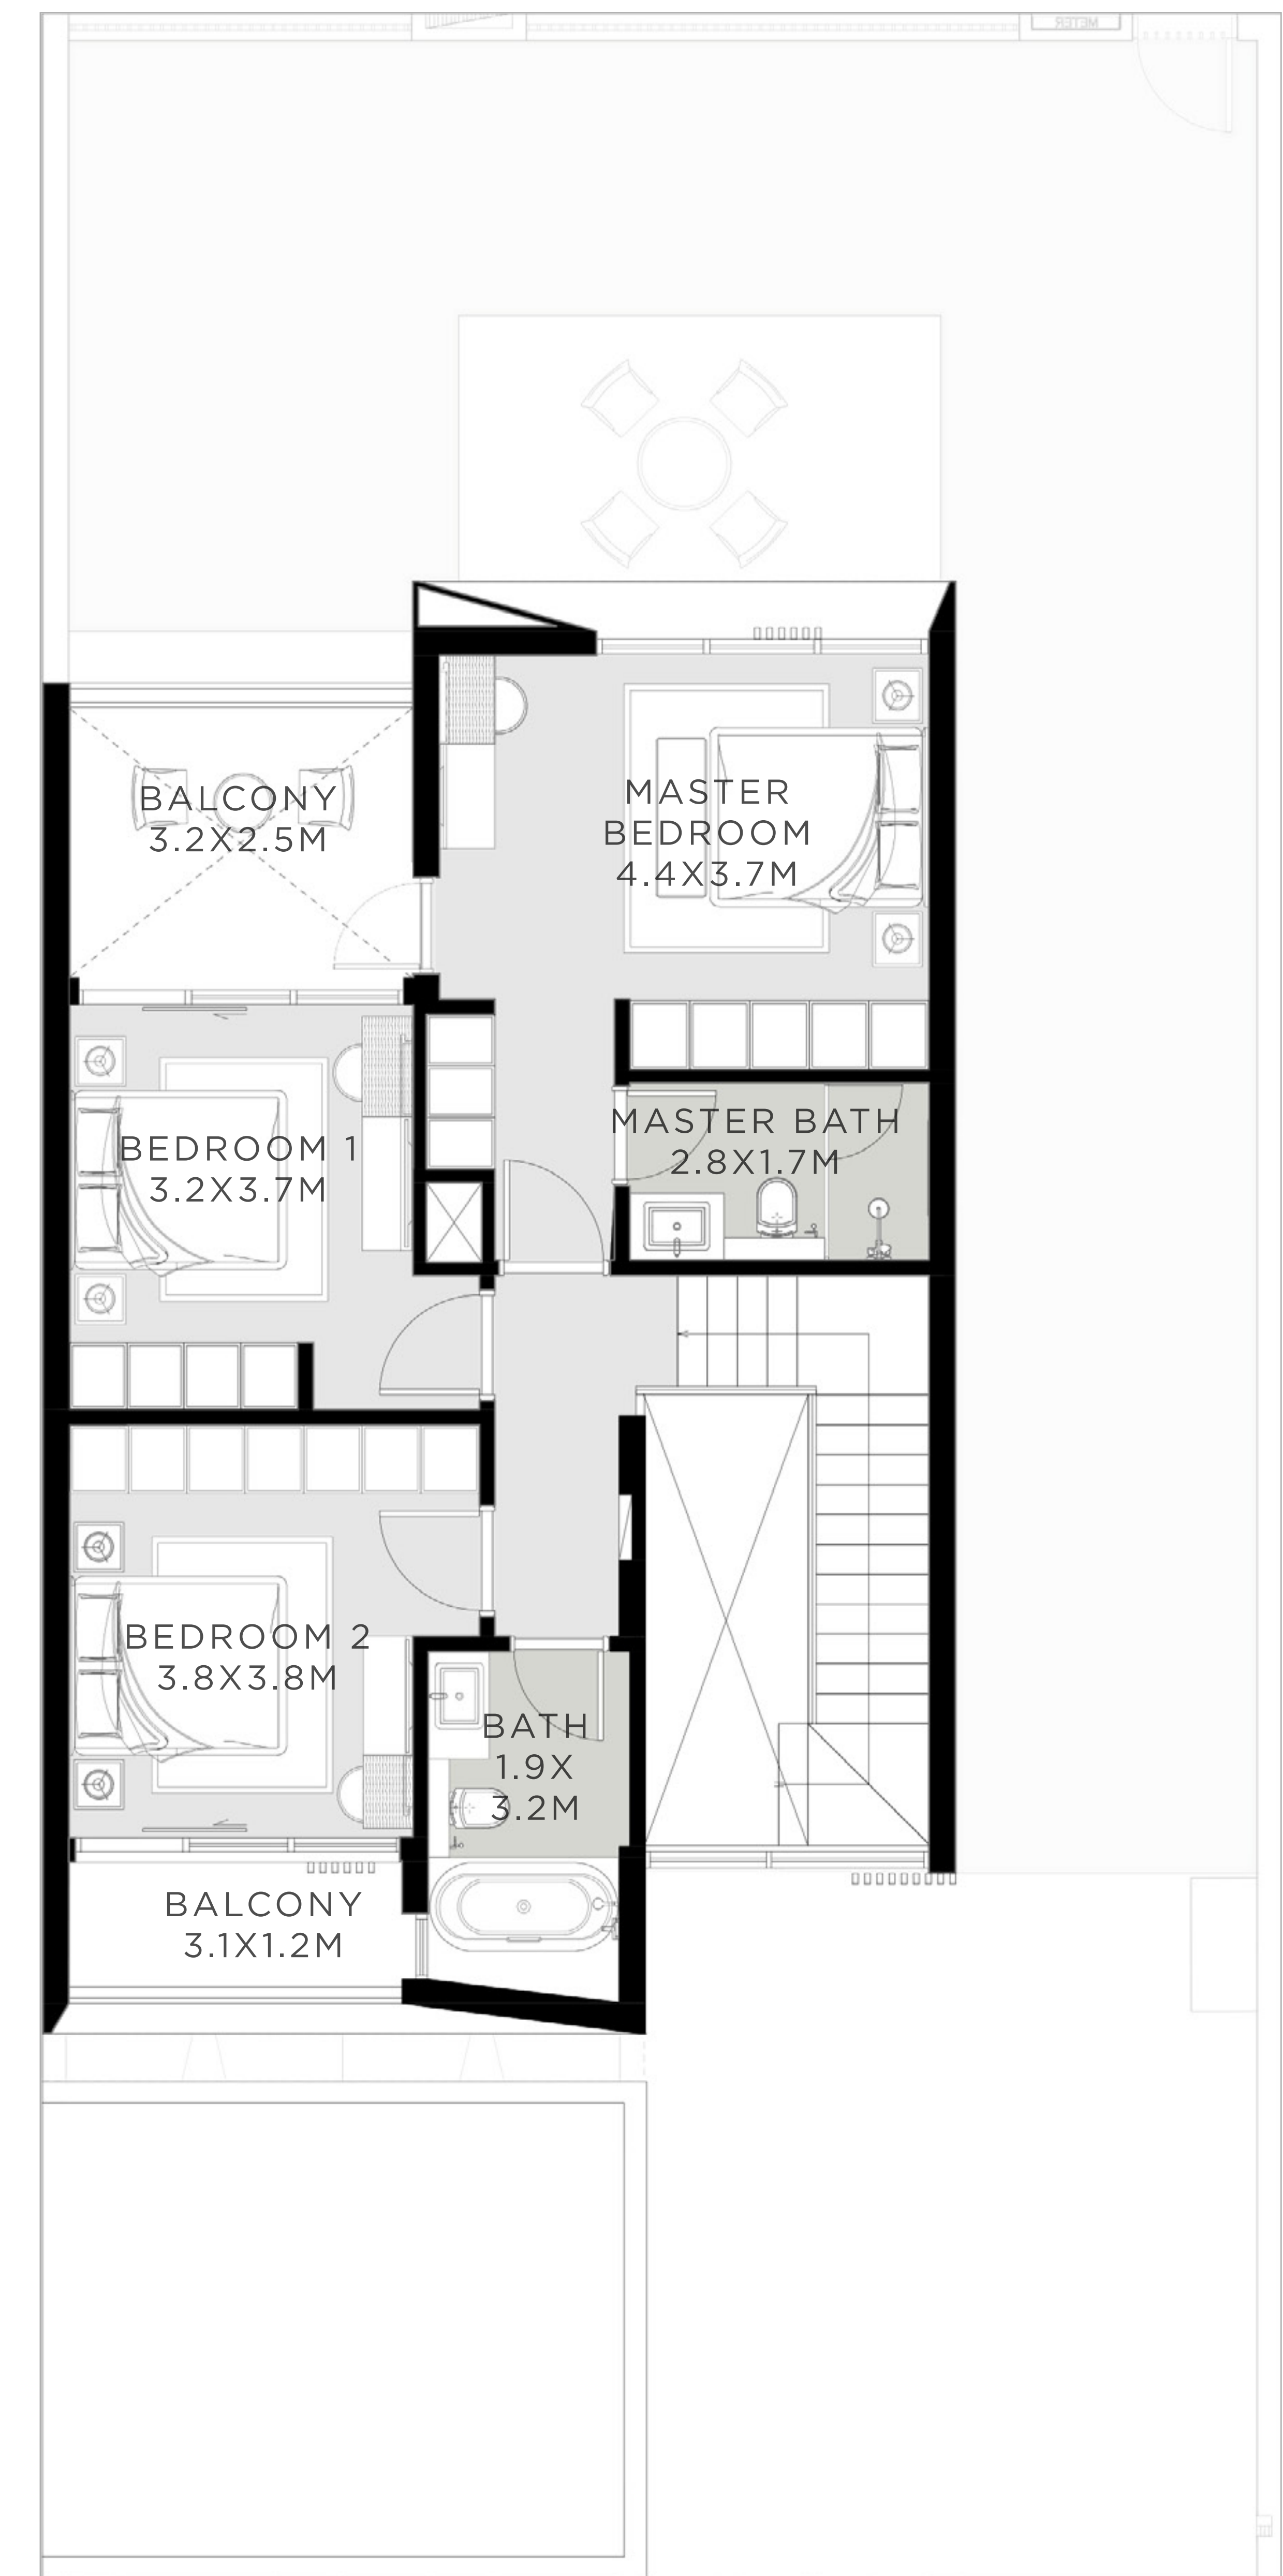 METER
BALCONY
3.2X2.5M
MASTER
BEDROOM
4.4X3.7M
MASTER BATH
2.8X1.7M
BEDROOM 1
3.2X3.7M
BEDROOM 2
3.8X3.8M
BATH
1.9X
3.2M
BALCONY
3.1X1.2M